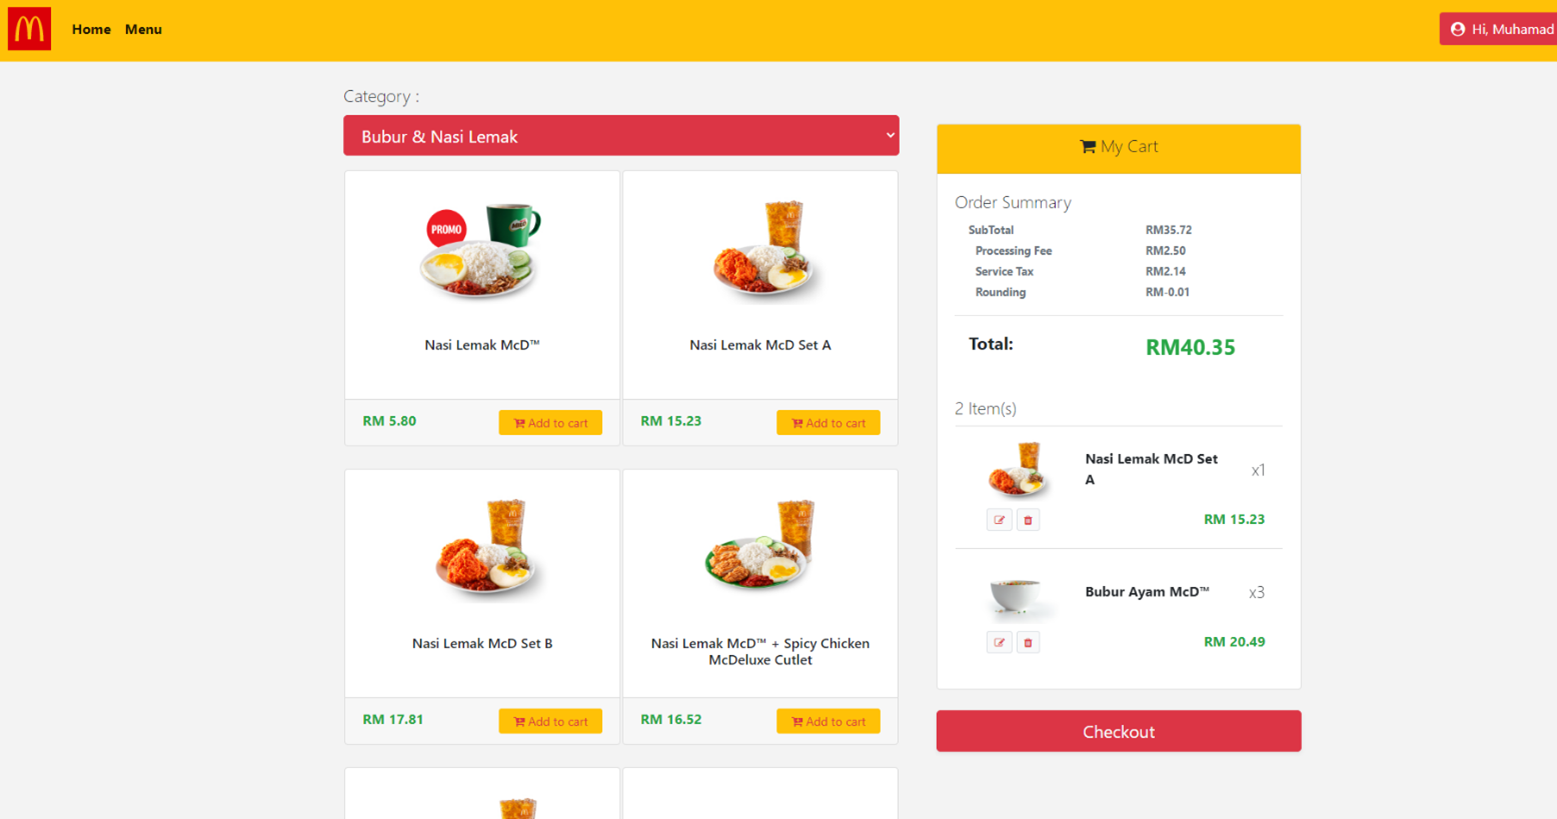 Home Menu
Hi, Muhamad
Category :
Bubur & Nasi Lemak
PROMO
Nasi Lemak McD™
RM 5.80
Add to cart
Nasi Lemak McD Set A
RM 15.23
Add to cart
Nasi Lemak McD Set B
RM 17.81
Add to cart
Nasi Lemak McD™ + Spicy Chicken
McDeluxe Cutlet
RM 16.52
Add to cart
My Cart
Order Summary
SubTotal RM35.72
Processing Fee RM2.50
Service Tax RM2.14
Rounding RM-0.01
Total: RM40.35
2 Item(s)
Nasi Lemak McD Set
A
x1
RM 15.23
Bubur Ayam McD™ x3
RM 20.49
Checkout